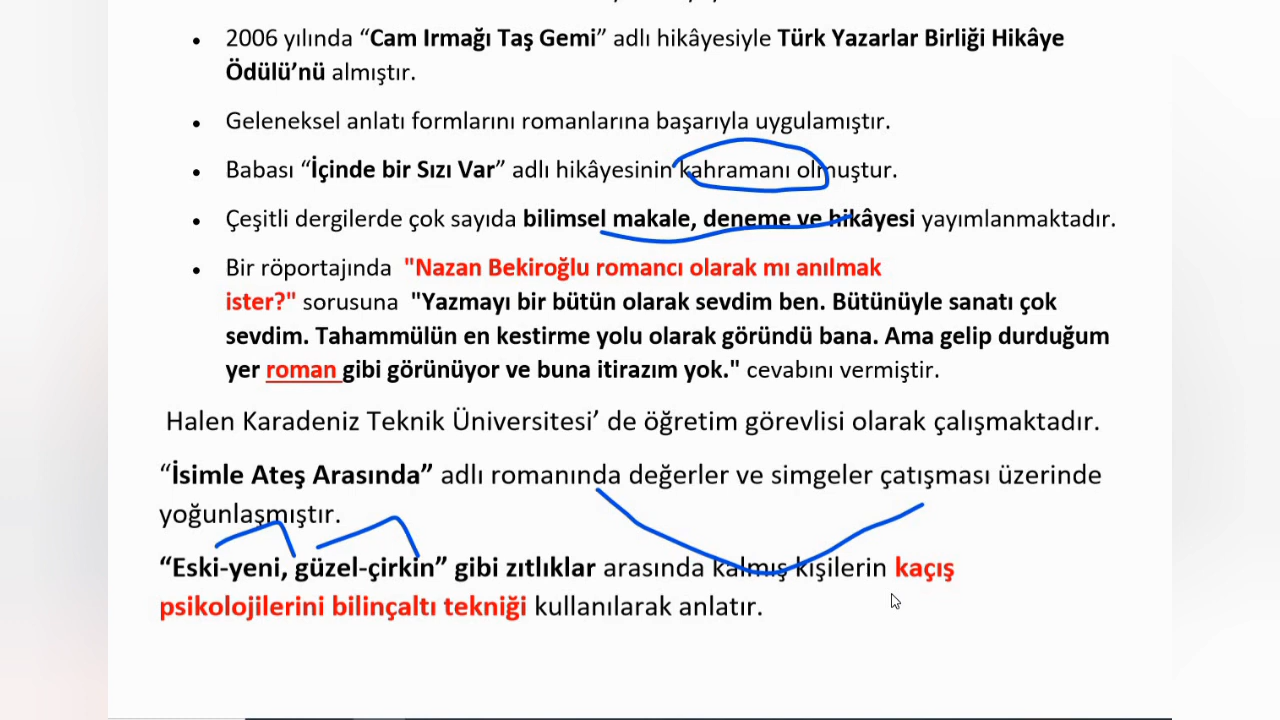 • 2006 yılında “Cam Irmağı Taş Gemi” adlı hikâyesiyle Türk Yazarlar Birliği Hikâye
Ödülü’nü almıştır.
• Geleneksel anlatı formlarını romanlarına başarıyla uygulamıştır.
• Babası “İçinde bir Sızı Var” adlı hikâyesinin kahramanı olmuştur.
• Çeşitli dergilerde çok sayıda bilimsel makale, deneme ve hikâyesi yayımlanmaktadır.
• Bir röportajında "Nazan Bekiroğlu romancı olarak mı anılmak
ister?" sorusuna "Yazmayı bir bütün olarak sevdim ben. Bütünüyle sanatı çok
sevdim. Tahammülün en kestirme yolu olarak göründü bana. Ama gelip durduğum
yer roman gibi görünüyor ve buna itirazım yok." cevabını vermiştir.
Halen Karadeniz Teknik Üniversitesi’ de öğretim görevlisi olarak çalışmaktadır.
“İsimle Ateş Arasında” adlı romanında değerler ve simgeler çatışması üzerinde
yoğunlaşmıştır.
“Eski-yeni, güzel-çirkin” gibi zıtlıklar arasında kalmış kişilerin kaçış
psikolojilerini bilinçaltı tekniği kullanılarak anlatır.